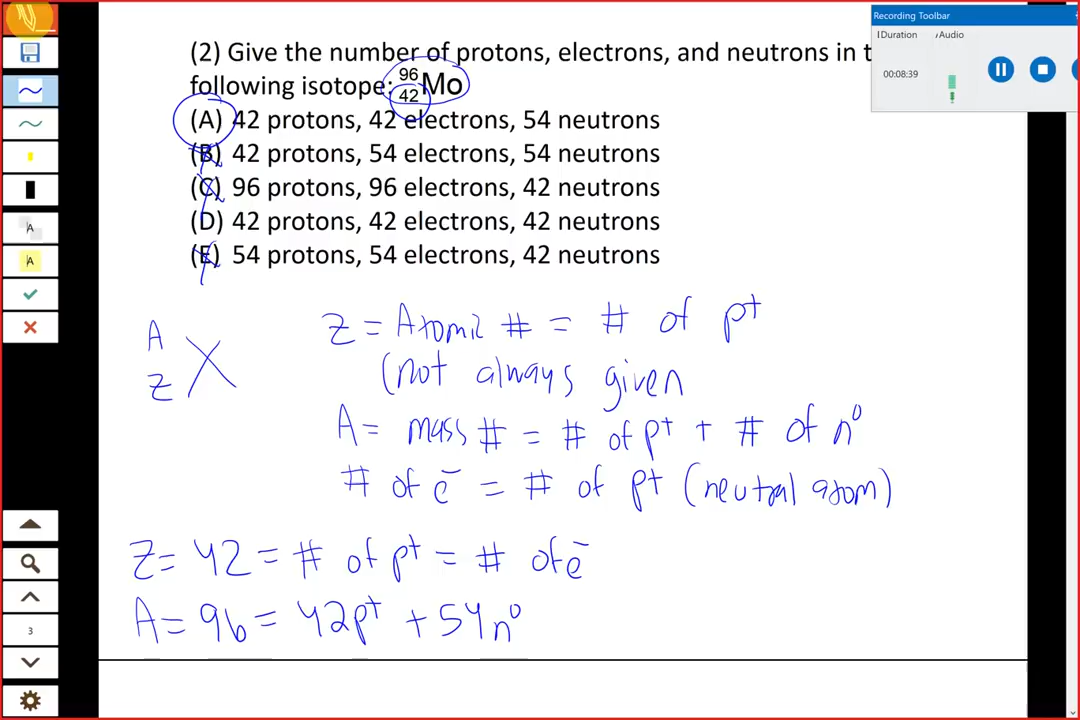 Recording Toolbar
Duration
Audio
00:08:39
(2) Give the number of protons, electrons, and neutrons in t
following isotope: 96 42 Mo
(A) 42 protons, 42 electrons, 54 neutrons
(B) 42 protons, 54 electrons, 54 neutrons
(C) 96 protons, 96 electrons, 42 neutrons
(D) 42 protons, 42 electrons, 42 neutrons
(E) 54 protons, 54 electrons, 42 neutrons
A
Z X
Z = Atomic # = # of p+
(not always given
A = mass # = # of p+ + # of n⁰
# of e⁻ = # of p+ (neutral atom)
Z = 42 = # of p+ = # of e⁻
A = 96 = 42p+ + 54n⁰
A
A
3